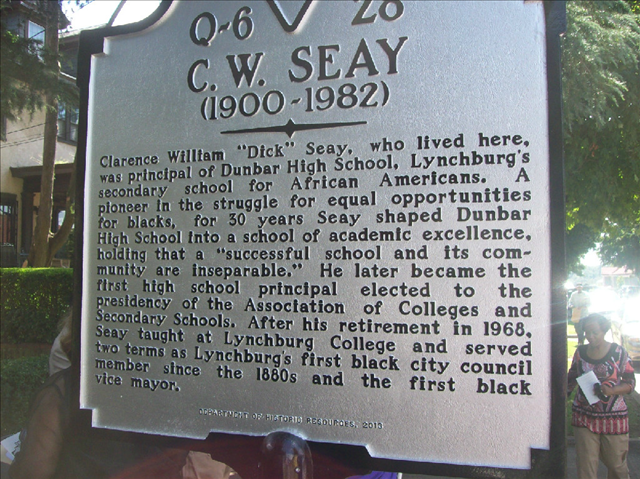 Q-6 28
C. W. SEAY
(1900-1982)
Clarence William "Dick" Seay, who lived here,
was principal of Dunbar High School, Lynchburg's
secondary school for African Americans. A
pioneer in the struggle for equal opportunities
for blacks, for 30 years Seay shaped Dunbar
High School into a school of academic excellence,
holding that a "successful school and its com-
munity are inseparable." He later became the
first high school principal elected to the
presidency of the Association of Colleges and
Secondary Schools. After his retirement in 1968,
Seay taught at Lynchburg College and served
two terms as Lynchburg's first black city council
member since the 1880s and the first black
vice mayor.
DEPARTMENT OF HISTORIC RESOURCES, 2013